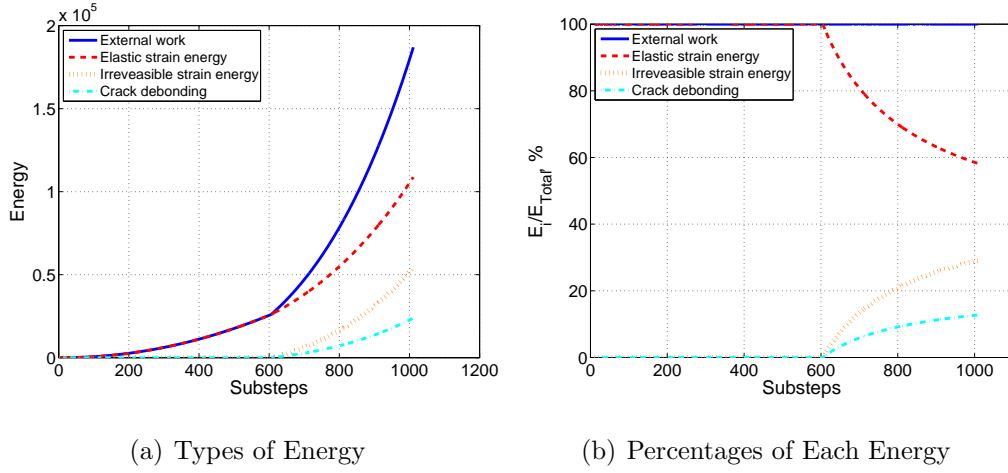 × 10⁵
2
1.5
1
0.5
0
Energy
0 200 400 600 800 1000 1200
Substeps
External work
Elastic strain energy
Irreveasible strain energy
Crack debonding
(a) Types of Energy
100
80
60
40
20
0
E_i/E_Total, %
0 200 400 600 800 1000
Substeps
External work
Elastic strain energy
Irreveasible strain energy
Crack debonding
(b) Percentages of Each Energy